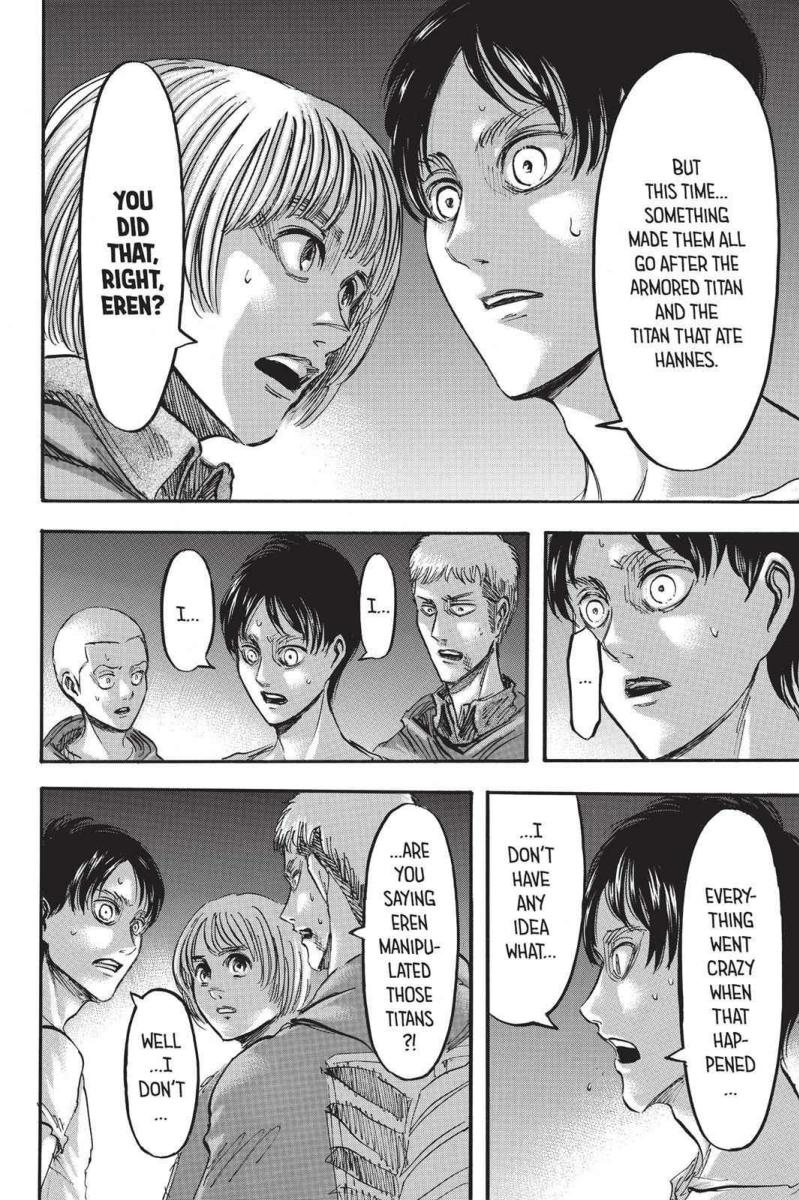 BUT
THIS TIME...
SOMETHING
MADE THEM ALL
GO AFTER THE
ARMORED TITAN
AND THE
TITAN THAT ATE
HANNES.
YOU
DID
THAT,
RIGHT,
EREN?
...
I...
I...
EVERY-
THING
WENT
CRAZY
WHEN
THAT
HAP-
PENED
...
...I
DON'T
HAVE
ANY
IDEA
WHAT...
...ARE
YOU
SAYING
EREN
MANIPU-
LATED
THOSE
TITANS
?!
WELL
...I
DON'T
...